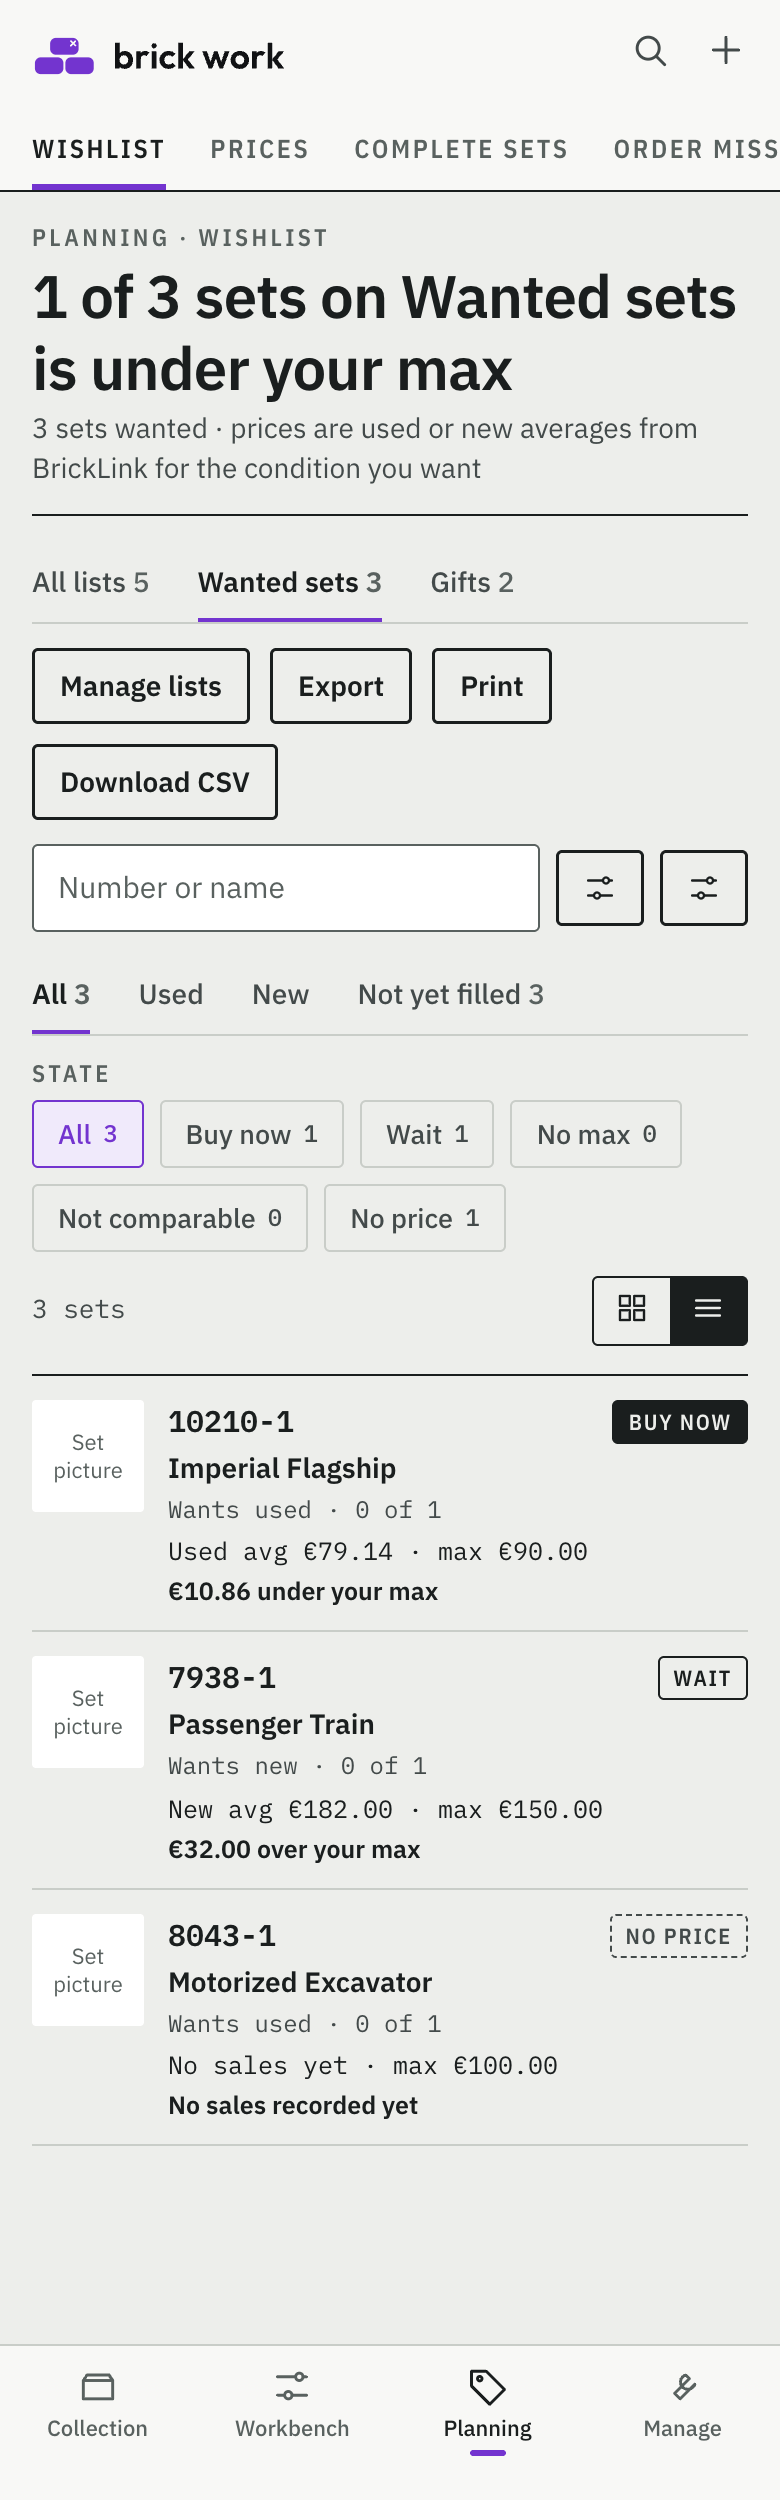 brick work
WISHLIST PRICES COMPLETE SETS ORDER MISS
PLANNING · WISHLIST
1 of 3 sets on Wanted sets
is under your max
3 sets wanted · prices are used or new averages from
BrickLink for the condition you want
All lists 5 Wanted sets 3 Gifts 2
Manage lists Export Print
Download CSV
Number or name
All 3 Used New Not yet filled 3
STATE
All 3 Buy now 1 Wait 1 No max 0
Not comparable 0 No price 1
3 sets
Set
picture
10210-1
BUY NOW
Imperial Flagship
Wants used · 0 of 1
Used avg €79.14 · max €90.00
€10.86 under your max
Set
picture
7938-1
WAIT
Passenger Train
Wants new · 0 of 1
New avg €182.00 · max €150.00
€32.00 over your max
Set
picture
8043-1
NO PRICE
Motorized Excavator
Wants used · 0 of 1
No sales yet · max €100.00
No sales recorded yet
Collection Workbench Planning Manage